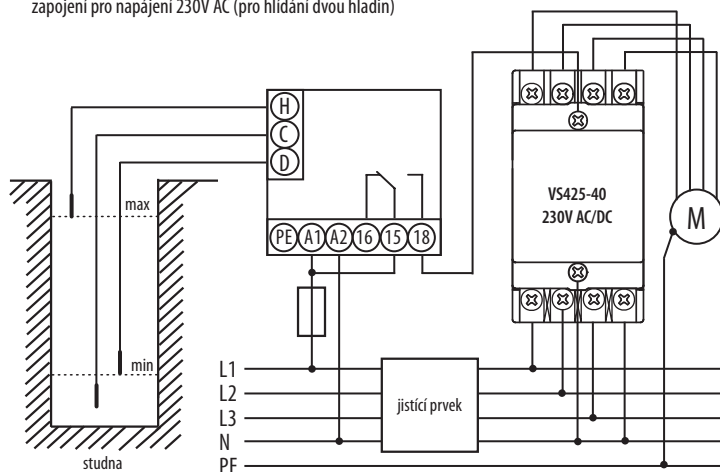 zapojení pro napájení 230V AC (pro hlídání dvou hladin)
H
C
D
max
PE A1 A2 16 15 18
VS425-40
230V AC/DC
M
min
L1
L2
L3
N
PE
jistící prvek
studna